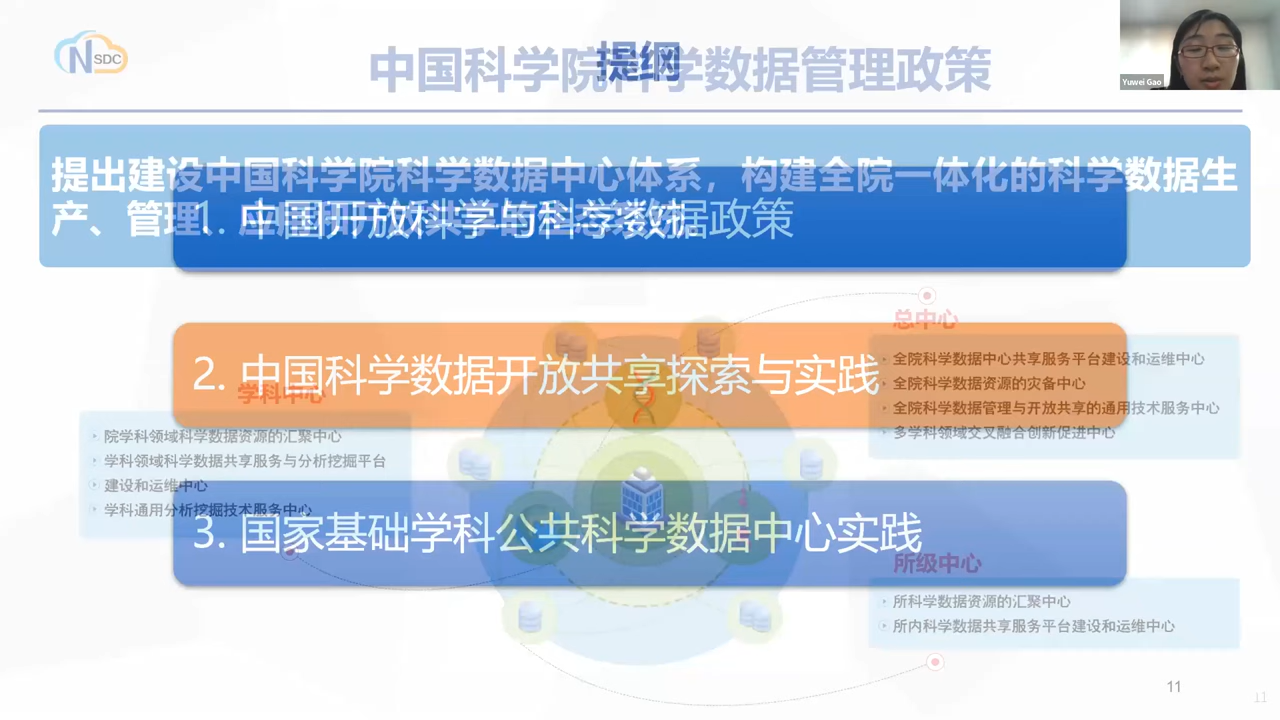 NSDC
提纲
中国科学院科学数据管理政策
Yuwei Gao
提出建设中国科学院科学数据中心体系，构建全院一体化的科学数据生
产、管理、
1. 中国开放科学与科学数据政策
2. 中国科学数据开放共享探索与实践
3. 国家基础学科公共科学数据中心实践
总中心
全院科学数据中心共享服务平台建设和运维中心
全院科学数据资源的灾备中心
全院科学数据管理与开放共享的通用技术服务中心
多学科领域交叉融合创新促进中心
学科中心
院学科领域科学数据资源的汇聚中心
学科领域科学数据共享服务与分析挖掘平台
建设和运维中心
学科通用分析挖掘技术服务中心
所级中心
所科学数据资源的汇聚中心
所内科学数据共享服务平台建设和运维中心
11
11